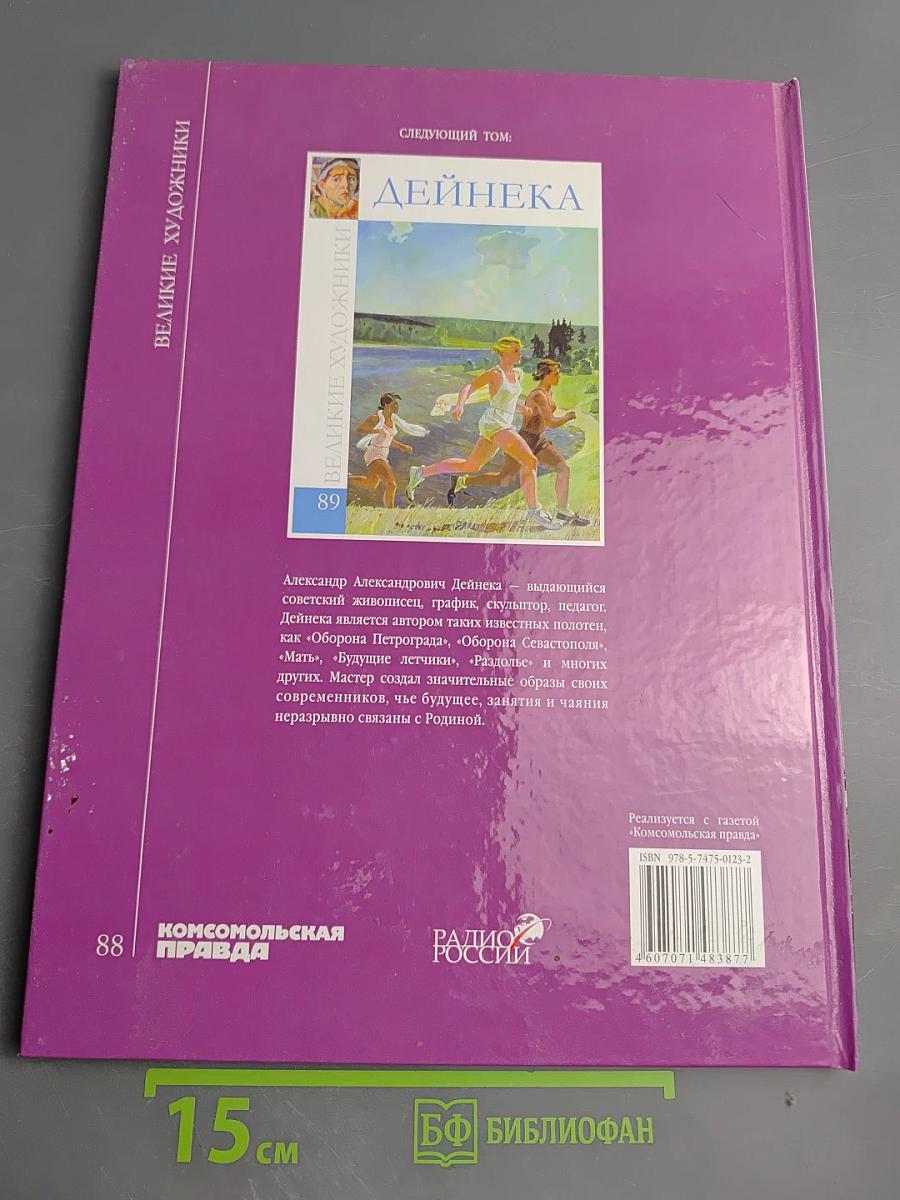 ВЕЛИКИЕ ХУДОЖНИКИ
СЛЕДУЮЩИЙ ТОМ:
ДЕЙНЕКА
ВЕЛИКИЕ ХУДОЖНИКИ
89
Александр Александрович Дейнека — выдающийся
советский живописец, график, скульптор, педагог.
Дейнека является автором таких известных полотен,
как «Оборона Петрограда», «Оборона Севастополя»,
«Мать», «Будущие летчики», «Раздолье» и многих
других. Мастер создал значительные образы своих
современников, чье будущее, занятия и чаяния
неразрывно связаны с Родиной.
Реализуется с газетой
«Комсомольская правда»
ISBN 978-5-7475-0123-2
4 607071 483877
88
КОМСОМОЛЬСКАЯ
ПРАВДА
РАДИО
РОССИИ
15 см
БФ БИБЛИОФАН